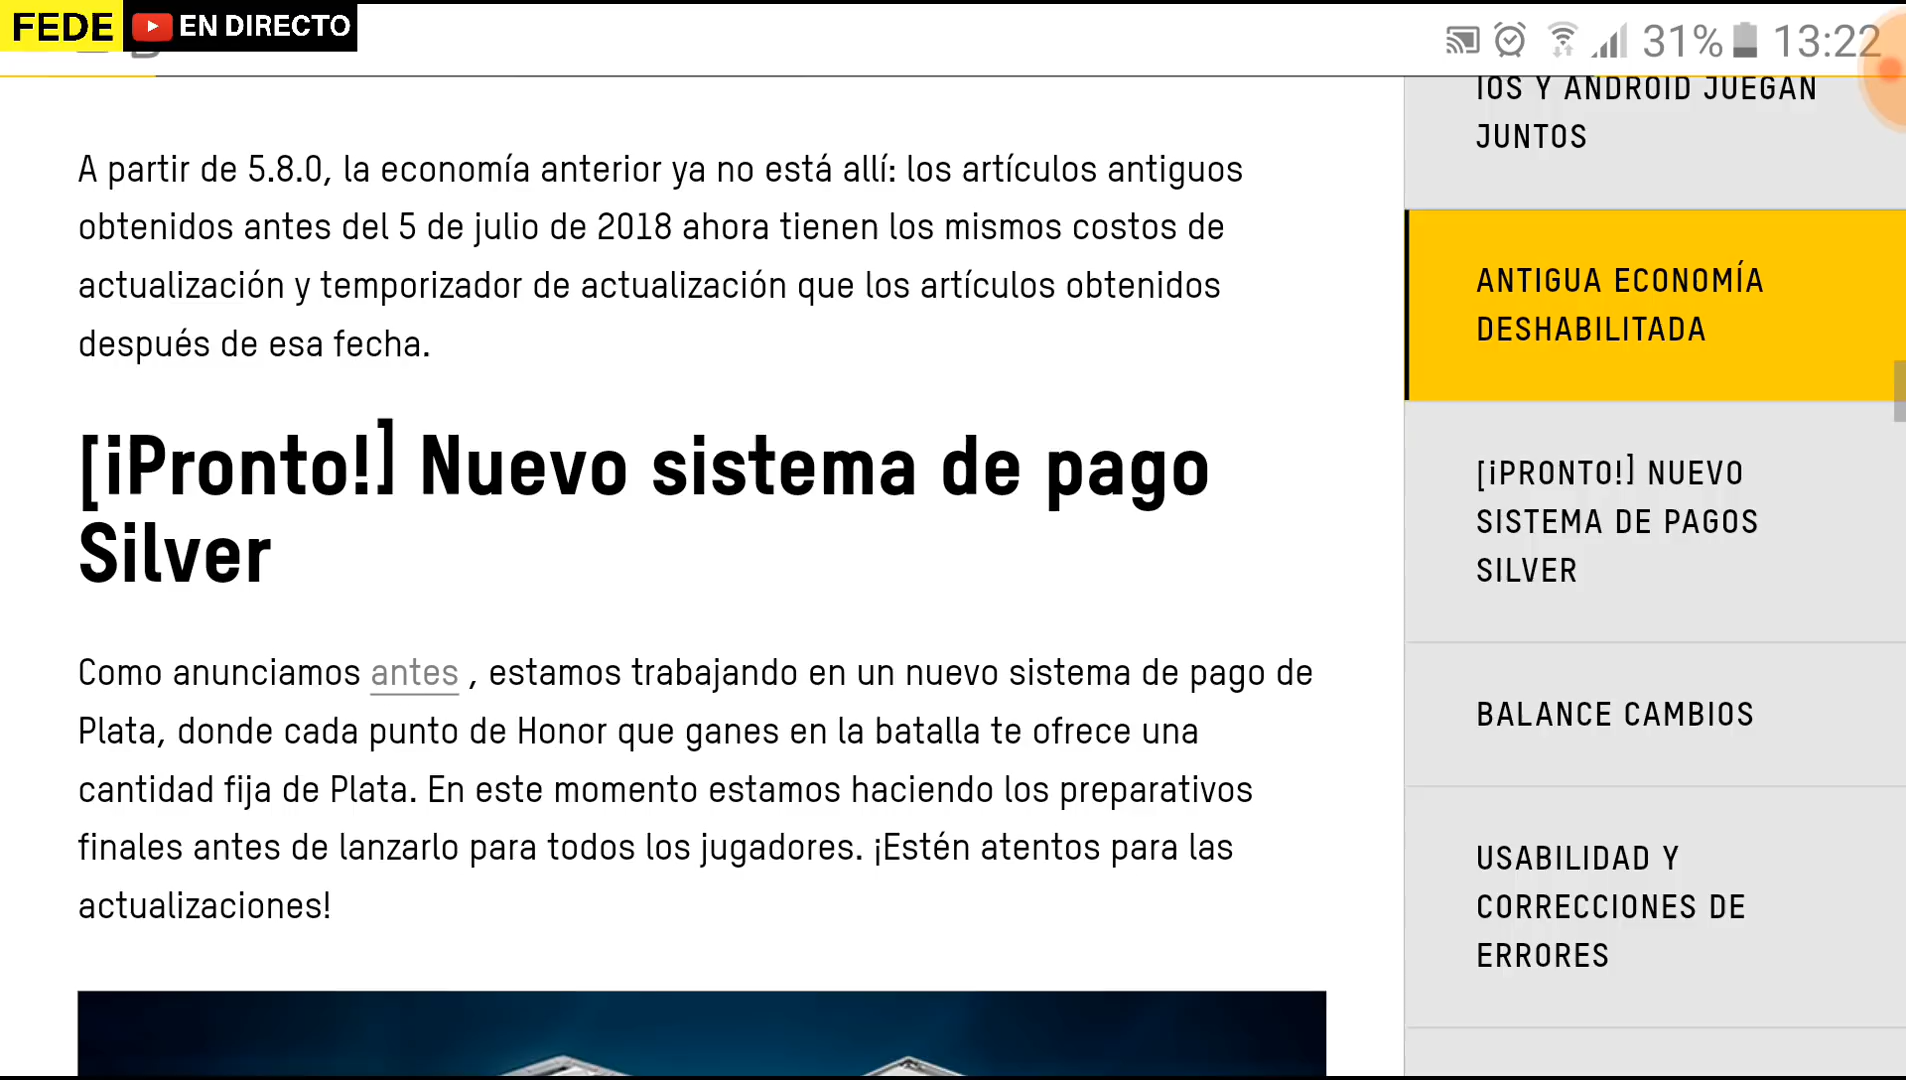 FEDE EN DIRECTO
31% 13:22
A partir de 5.8.0, la economía anterior ya no está allí: los artículos antiguos
obtenidos antes del 5 de julio de 2018 ahora tienen los mismos costos de
actualización y temporizador de actualización que los artículos obtenidos
después de esa fecha.
[¡Pronto!] Nuevo sistema de pago
Silver
Como anunciamos antes , estamos trabajando en un nuevo sistema de pago de
Plata, donde cada punto de Honor que ganes en la batalla te ofrece una
cantidad fija de Plata. En este momento estamos haciendo los preparativos
finales antes de lanzarlo para todos los jugadores. ¡Estén atentos para las
actualizaciones!
IOS Y ANDROID JUEGAN
JUNTOS
ANTIGUA ECONOMÍA
DESHABILITADA
[¡PRONTO!] NUEVO
SISTEMA DE PAGOS
SILVER
BALANCE CAMBIOS
USABILIDAD Y
CORRECCIONES DE
ERRORES